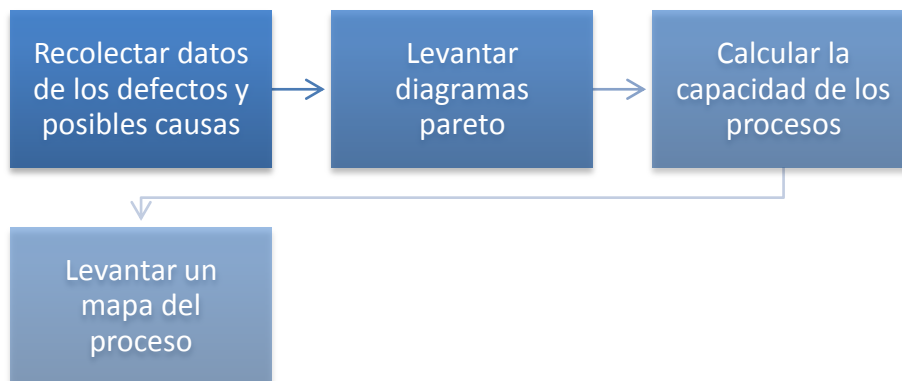 Recolectar datos
de los defectos y
posibles causas
Levantar
diagramas
pareto
Calcular la
capacidad de los
procesos
Levantar un
mapa del
proceso